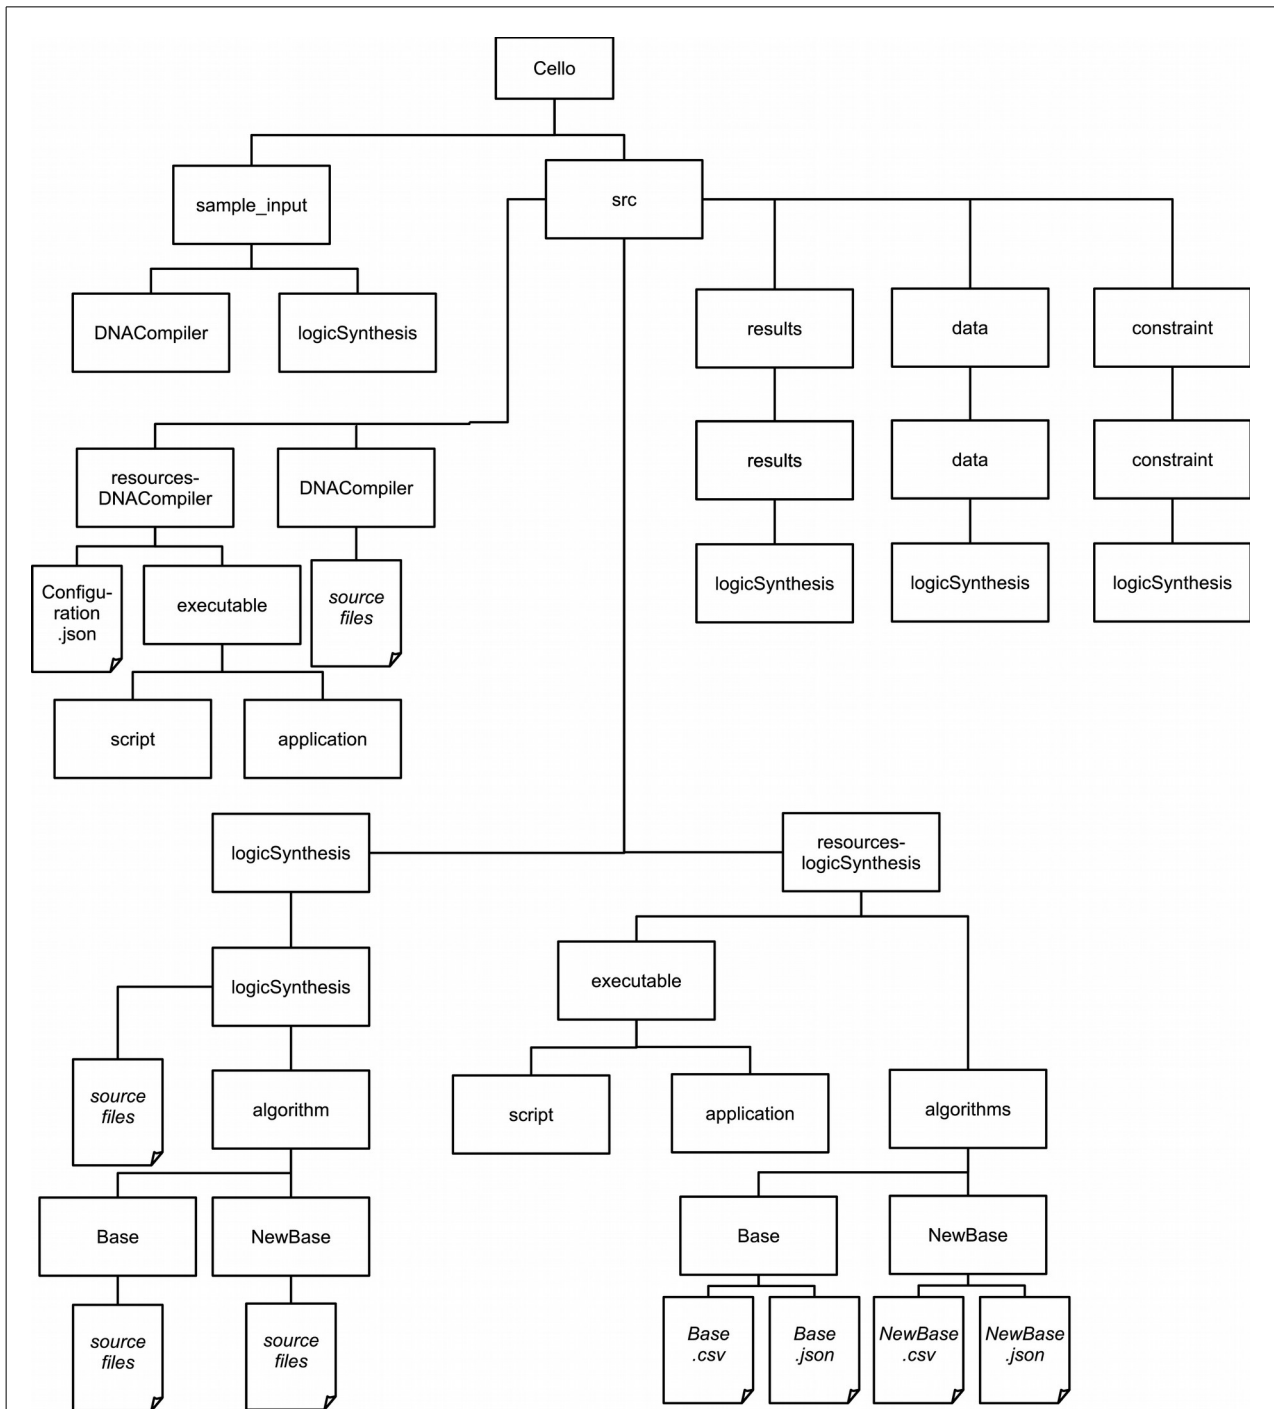 Cello
sample_input
src
DNACompiler
logicSynthesis
results
data
constraint
resources-
DNACompiler
DNACompiler
results
data
constraint
Configu-
ration
.json
executable
source
files
logicSynthesis
logicSynthesis
logicSynthesis
script
application
logicSynthesis
resources-
logicSynthesis
logicSynthesis
executable
source
files
algorithm
script
application
algorithms
Base
NewBase
Base
NewBase
source
files
source
files
Base
.csv
Base
.json
NewBase
.csv
NewBase
.json